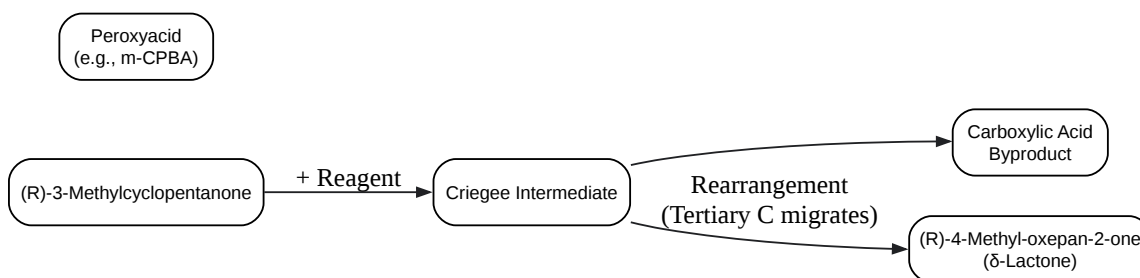 Peroxyacid
(e.g., m-CPBA)
(R)-3-Methylcyclopentanone
+ Reagent
Criegee Intermediate
Rearrangement
(Tertiary C migrates)
Carboxylic Acid
Byproduct
(R)-4-Methyl-oxepan-2-one
(δ-Lactone)